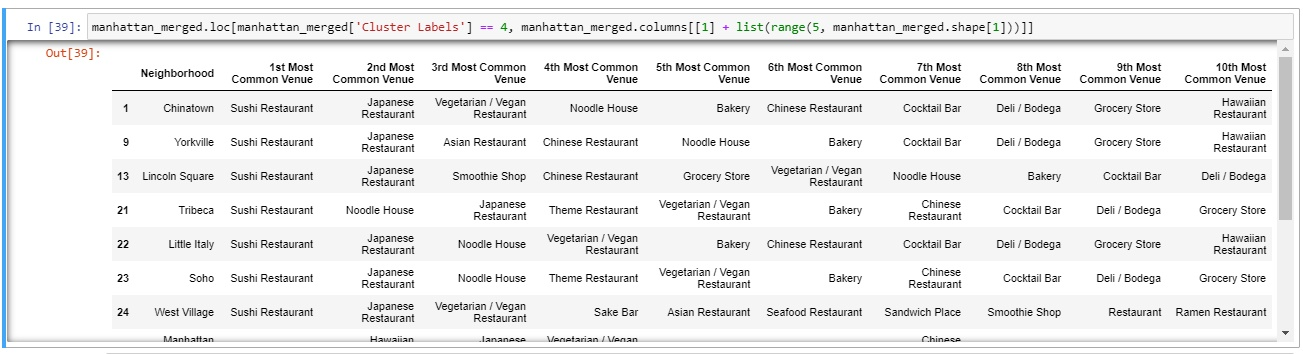 In [39]: manhattan_merged.loc[manhattan_merged['Cluster Labels'] == 4, manhattan_merged.columns[[1] + list(range(5, manhattan_merged.shape[1]))]]
Out[39]:
Neighborhood 1st Most Common Venue 2nd Most Common Venue 3rd Most Common Venue 4th Most Common Venue 5th Most Common Venue 6th Most Common Venue 7th Most Common Venue 8th Most Common Venue 9th Most Common Venue 10th Most Common Venue
1 Chinatown Sushi Restaurant Japanese Restaurant Vegetarian / Vegan Restaurant Noodle House Bakery Chinese Restaurant Cocktail Bar Deli / Bodega Grocery Store Hawaiian Restaurant
9 Yorkville Sushi Restaurant Japanese Restaurant Asian Restaurant Chinese Restaurant Noodle House Bakery Cocktail Bar Deli / Bodega Grocery Store Hawaiian Restaurant
13 Lincoln Square Sushi Restaurant Japanese Restaurant Smoothie Shop Chinese Restaurant Grocery Store Vegetarian / Vegan Restaurant Noodle House Bakery Cocktail Bar Deli / Bodega
21 Tribeca Sushi Restaurant Noodle House Japanese Restaurant Theme Restaurant Vegetarian / Vegan Restaurant Bakery Chinese Restaurant Cocktail Bar Deli / Bodega Grocery Store
22 Little Italy Sushi Restaurant Japanese Restaurant Noodle House Vegetarian / Vegan Restaurant Bakery Chinese Restaurant Cocktail Bar Deli / Bodega Grocery Store Hawaiian Restaurant
23 Soho Sushi Restaurant Japanese Restaurant Noodle House Theme Restaurant Vegetarian / Vegan Restaurant Bakery Chinese Restaurant Cocktail Bar Deli / Bodega Grocery Store
24 West Village Sushi Restaurant Japanese Restaurant Vegetarian / Vegan Restaurant Sake Bar Asian Restaurant Seafood Restaurant Sandwich Place Smoothie Shop Restaurant Ramen Restaurant
Manhattan Hawaiian Japanese Vegetarian / Vegan Chinese